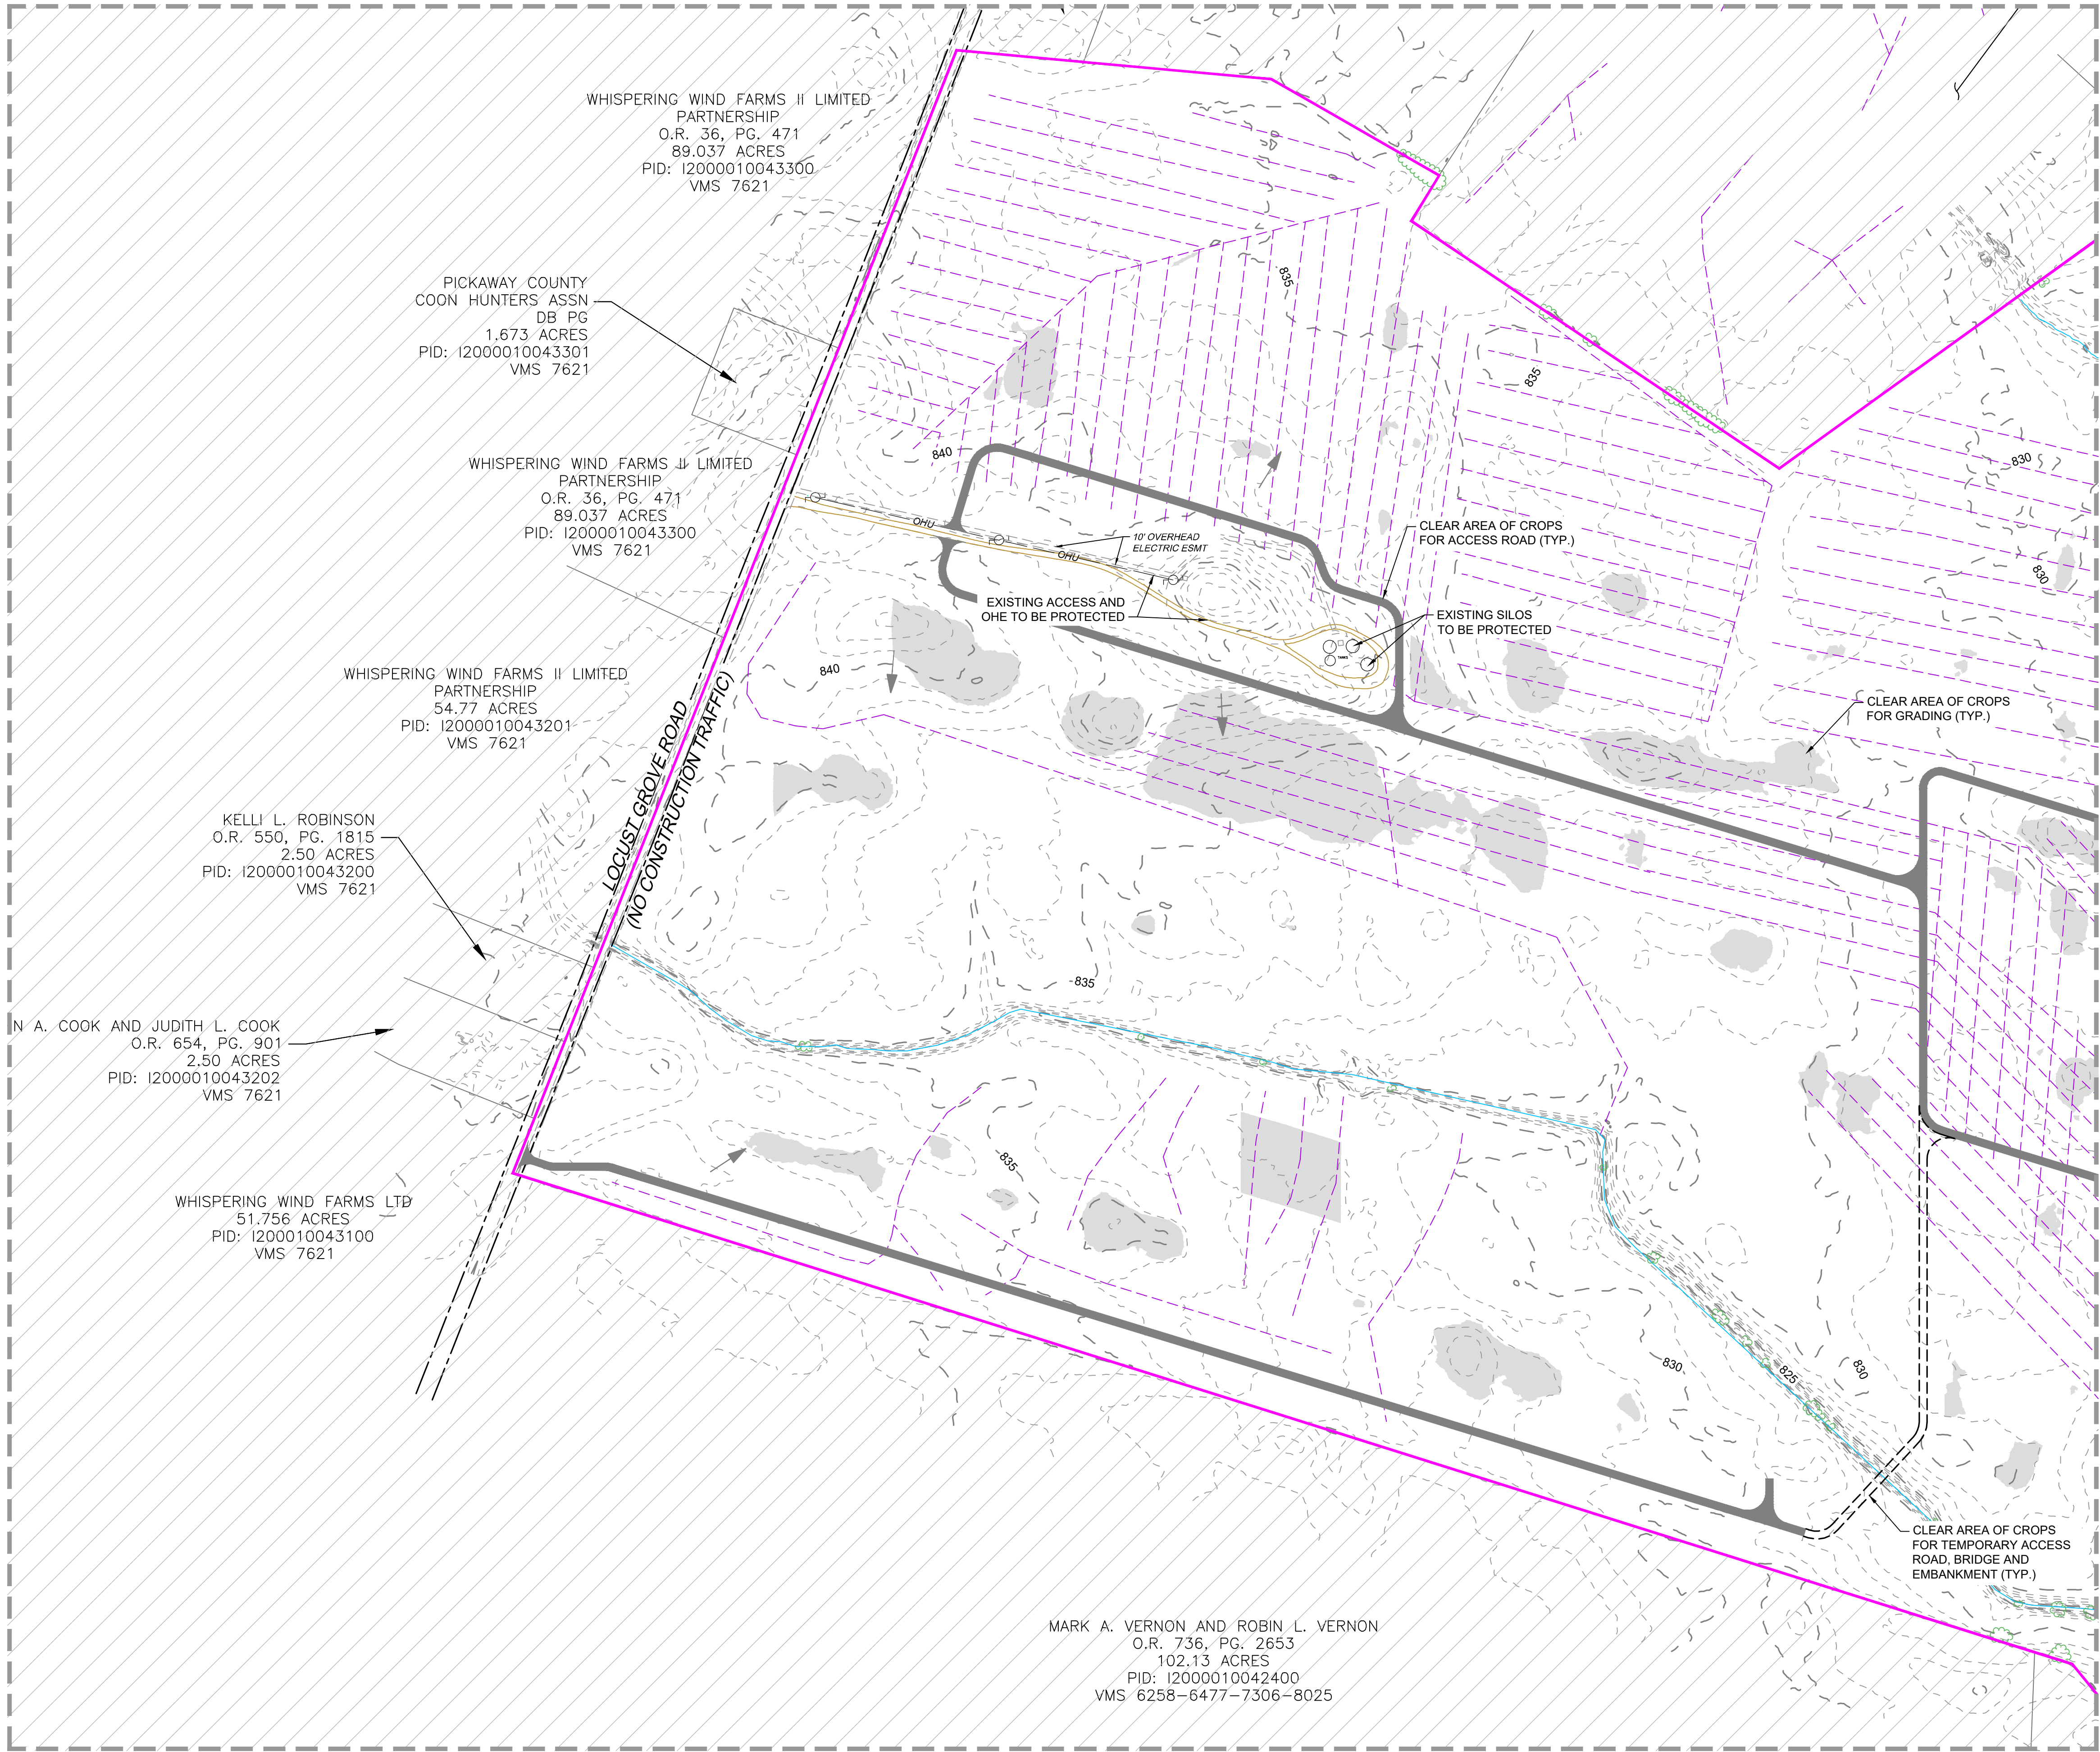 WHISPERING WIND FARMS II LIMITED
PARTNERSHIP
O.R. 36, PG. 471
89.037 ACRES
PID: I2000010043300
VMS 7621
PICKAWAY COUNTY
COON HUNTERS ASSN
DB PG
1.673 ACRES
PID: I2000010043301
VMS 7621
WHISPERING WIND FARMS II LIMITED
PARTNERSHIP
O.R. 36, PG. 471
89.037 ACRES
PID: I2000010043300
VMS 7621
WHISPERING WIND FARMS II LIMITED
PARTNERSHIP
54.77 ACRES
PID: I2000010043201
VMS 7621
KELLI L. ROBINSON
O.R. 550, PG. 1815
2.50 ACRES
PID: I2000010043200
VMS 7621
N A. COOK AND JUDITH L. COOK
O.R. 654, PG. 901
2.50 ACRES
PID: I2000010043202
VMS 7621
WHISPERING WIND FARMS LTD
51.756 ACRES
PID: I200010043100
VMS 7621
LOCUST GROVE ROAD
(NO CONSTRUCTION TRAFFIC)
835
835
830
830
840
OHU
OHU
10' OVERHEAD
ELECTRIC ESMT
CLEAR AREA OF CROPS
FOR ACCESS ROAD (TYP.)
EXISTING ACCESS AND
OHE TO BE PROTECTED
EXISTING SILOS
TO BE PROTECTED
TANKS
840
CLEAR AREA OF CROPS
FOR GRADING (TYP.)
835
835
830
825
830
CLEAR AREA OF CROPS
FOR TEMPORARY ACCESS
ROAD, BRIDGE AND
EMBANKMENT (TYP.)
MARK A. VERNON AND ROBIN L. VERNON
O.R. 736, PG. 2653
102.13 ACRES
PID: I2000010042400
VMS 6258-6477-7306-8025